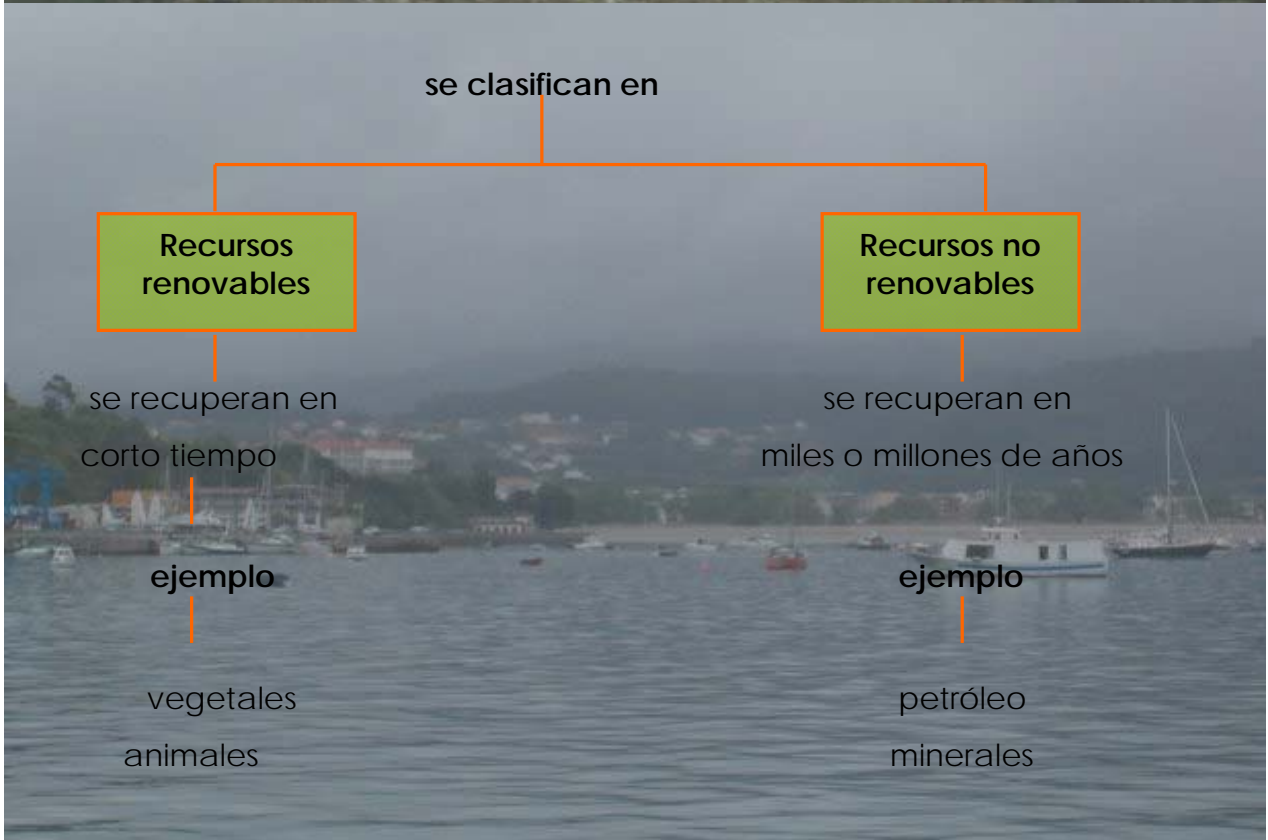 se clasifican en
Recursos
renovables
se recuperan en
corto tiempo
ejemplo
vegetales
animales
Recursos no
renovables
se recuperan en
miles o millones de años
ejemplo
petróleo
minerales